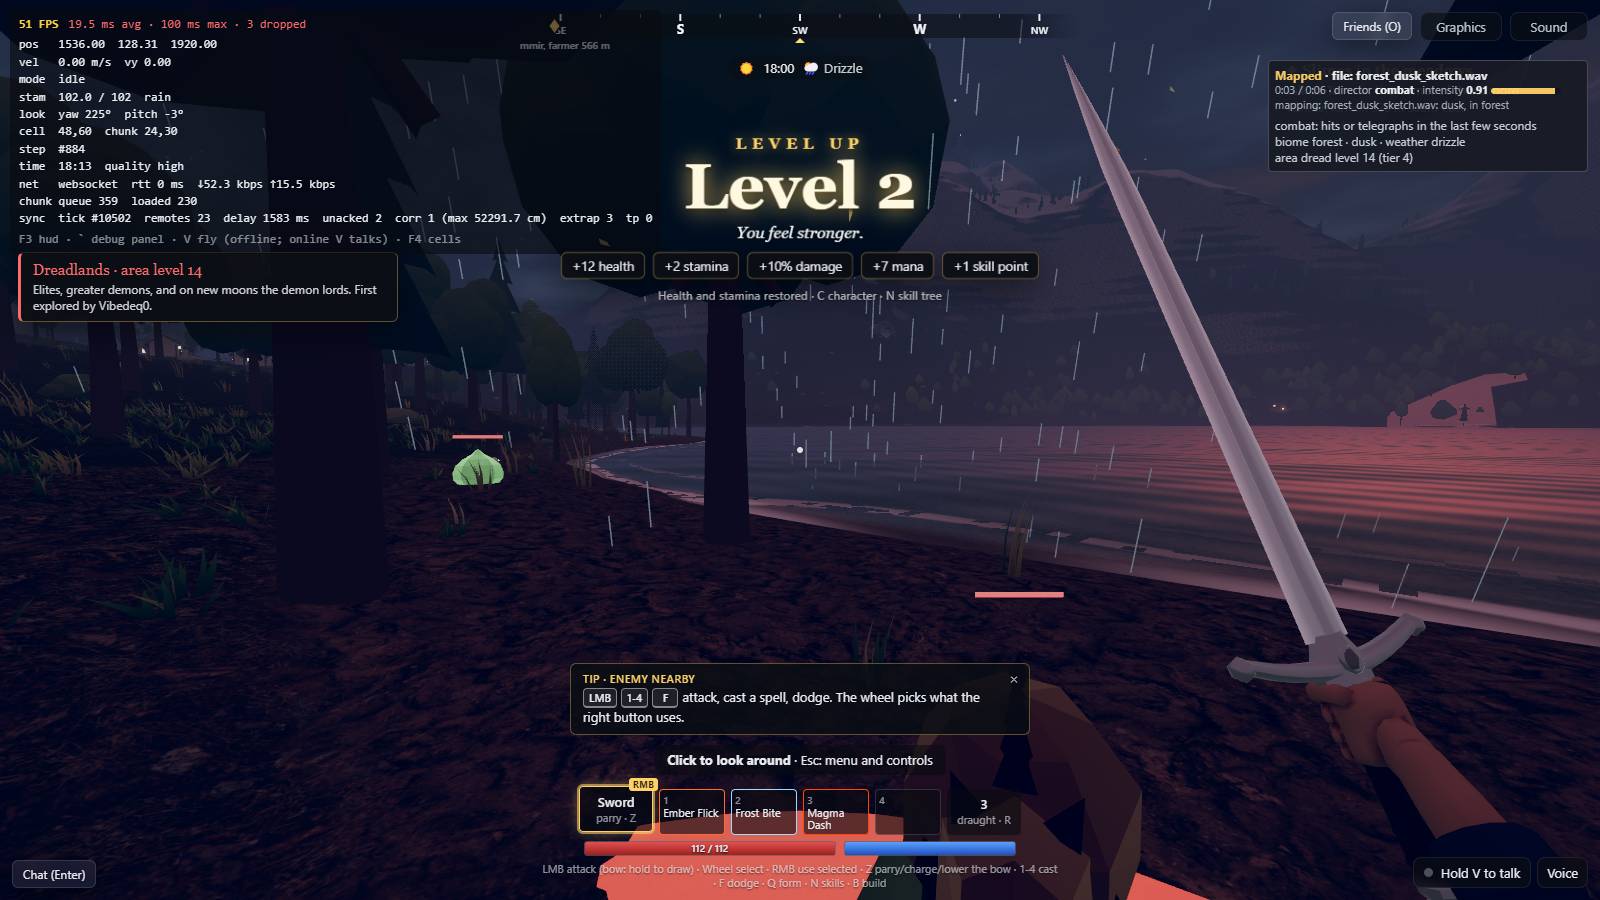 51 FPS 19.5 ms avg · 100 ms max · 3 dropped
pos 1536.00 128.31 1920.00
vel 0.00 m/s vy 0.00
mode idle
stam 102.0 / 102 rain
look yaw 225° pitch -3°
cell 48,60 chunk 24,30
step #884
time 18:13 quality high
net websocket rtt 0 ms ↓52.3 kbps ↑15.5 kbps
chunk queue 359 loaded 230
sync tick #10502 remotes 23 delay 1583 ms unacked 2 corr 1 (max 52291.7 cm) extrap 3 tp 0
F3 hud · ` debug panel · V fly (offline; online V talks) · F4 cells
Dreadlands · area level 14
Elites, greater demons, and on new moons the demon lords. First
explored by Vibedeq0.
SE S SW W NW
mmir, farmer 566 m
18:00 Drizzle
LEVEL UP
Level 2
You feel stronger.
+12 health +2 stamina +10% damage +7 mana +1 skill point
Health and stamina restored · C character · N skill tree
Friends (O) Graphics Sound
Mapped · file: forest_dusk_sketch.wav
0:03 / 0:06 · director combat · intensity 0.91
mapping: forest_dusk_sketch.wav: dusk, in forest
combat: hits or telegraphs in the last few seconds
biome forest · dusk · weather drizzle
area dread level 14 (tier 4)
TIP · ENEMY NEARBY ×
LMB 1-4 F attack, cast a spell, dodge. The wheel picks what the
right button uses.
Click to look around · Esc: menu and controls
RMB
Sword
parry · Z
1
Ember Flick
2
Frost Bite
3
Magma
Dash
4
3
draught · R
112 / 112
LMB attack (bow: hold to draw) · Wheel select · RMB use selected · Z parry/charge/lower the bow · 1-4 cast
· F dodge · Q form · N skills · B build
Chat (Enter)
Hold V to talk Voice